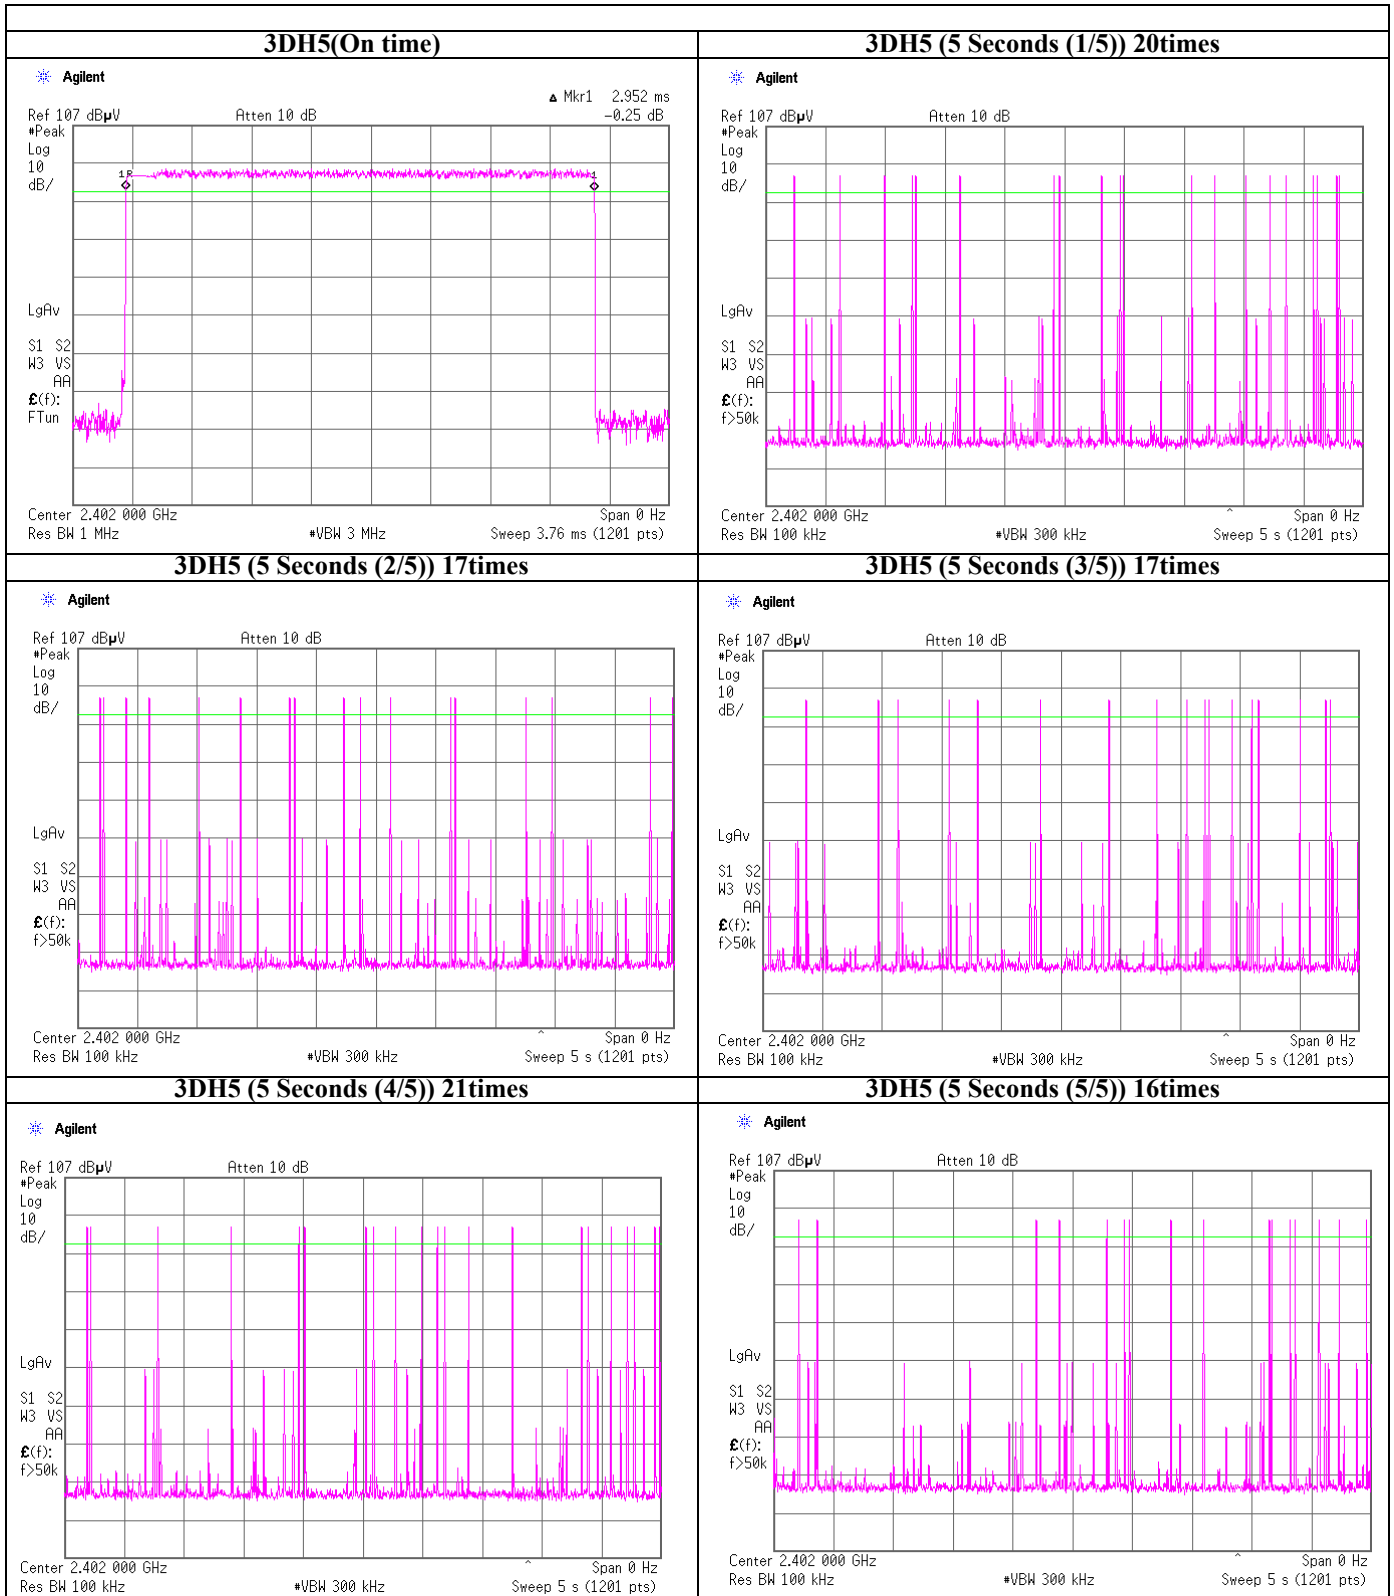 3DH5(On time)
3DH5 (5 Seconds (1/5)) 20times
Agilent
Δ Mkr1 2.952 ms
Ref 107 dBµV Atten 10 dB -0.25 dB
#Peak
Log
10
dB/
1R
1
LgAv
S1 S2
W3 VS
AA
£(f):
FTun
Center 2.402 000 GHz Span 0 Hz
Res BW 1 MHz #VBW 3 MHz Sweep 3.76 ms (1201 pts)
Agilent
Ref 107 dBµV Atten 10 dB
#Peak
Log
10
dB/
LgAv
S1 S2
W3 VS
AA
£(f):
f>50k
Center 2.402 000 GHz ^ Span 0 Hz
Res BW 100 kHz #VBW 300 kHz Sweep 5 s (1201 pts)
3DH5 (5 Seconds (2/5)) 17times
3DH5 (5 Seconds (3/5)) 17times
Agilent
Ref 107 dBµV Atten 10 dB
#Peak
Log
10
dB/
LgAv
S1 S2
W3 VS
AA
£(f):
f>50k
Center 2.402 000 GHz ^ Span 0 Hz
Res BW 100 kHz #VBW 300 kHz Sweep 5 s (1201 pts)
Agilent
Ref 107 dBµV Atten 10 dB
#Peak
Log
10
dB/
LgAv
S1 S2
W3 VS
AA
£(f):
f>50k
Center 2.402 000 GHz ^ Span 0 Hz
Res BW 100 kHz #VBW 300 kHz Sweep 5 s (1201 pts)
3DH5 (5 Seconds (4/5)) 21times
3DH5 (5 Seconds (5/5)) 16times
Agilent
Ref 107 dBµV Atten 10 dB
#Peak
Log
10
dB/
LgAv
S1 S2
W3 VS
AA
£(f):
f>50k
Center 2.402 000 GHz ^ Span 0 Hz
Res BW 100 kHz #VBW 300 kHz Sweep 5 s (1201 pts)
Agilent
Ref 107 dBµV Atten 10 dB
#Peak
Log
10
dB/
LgAv
S1 S2
W3 VS
AA
£(f):
f>50k
Center 2.402 000 GHz ^ Span 0 Hz
Res BW 100 kHz #VBW 300 kHz Sweep 5 s (1201 pts)